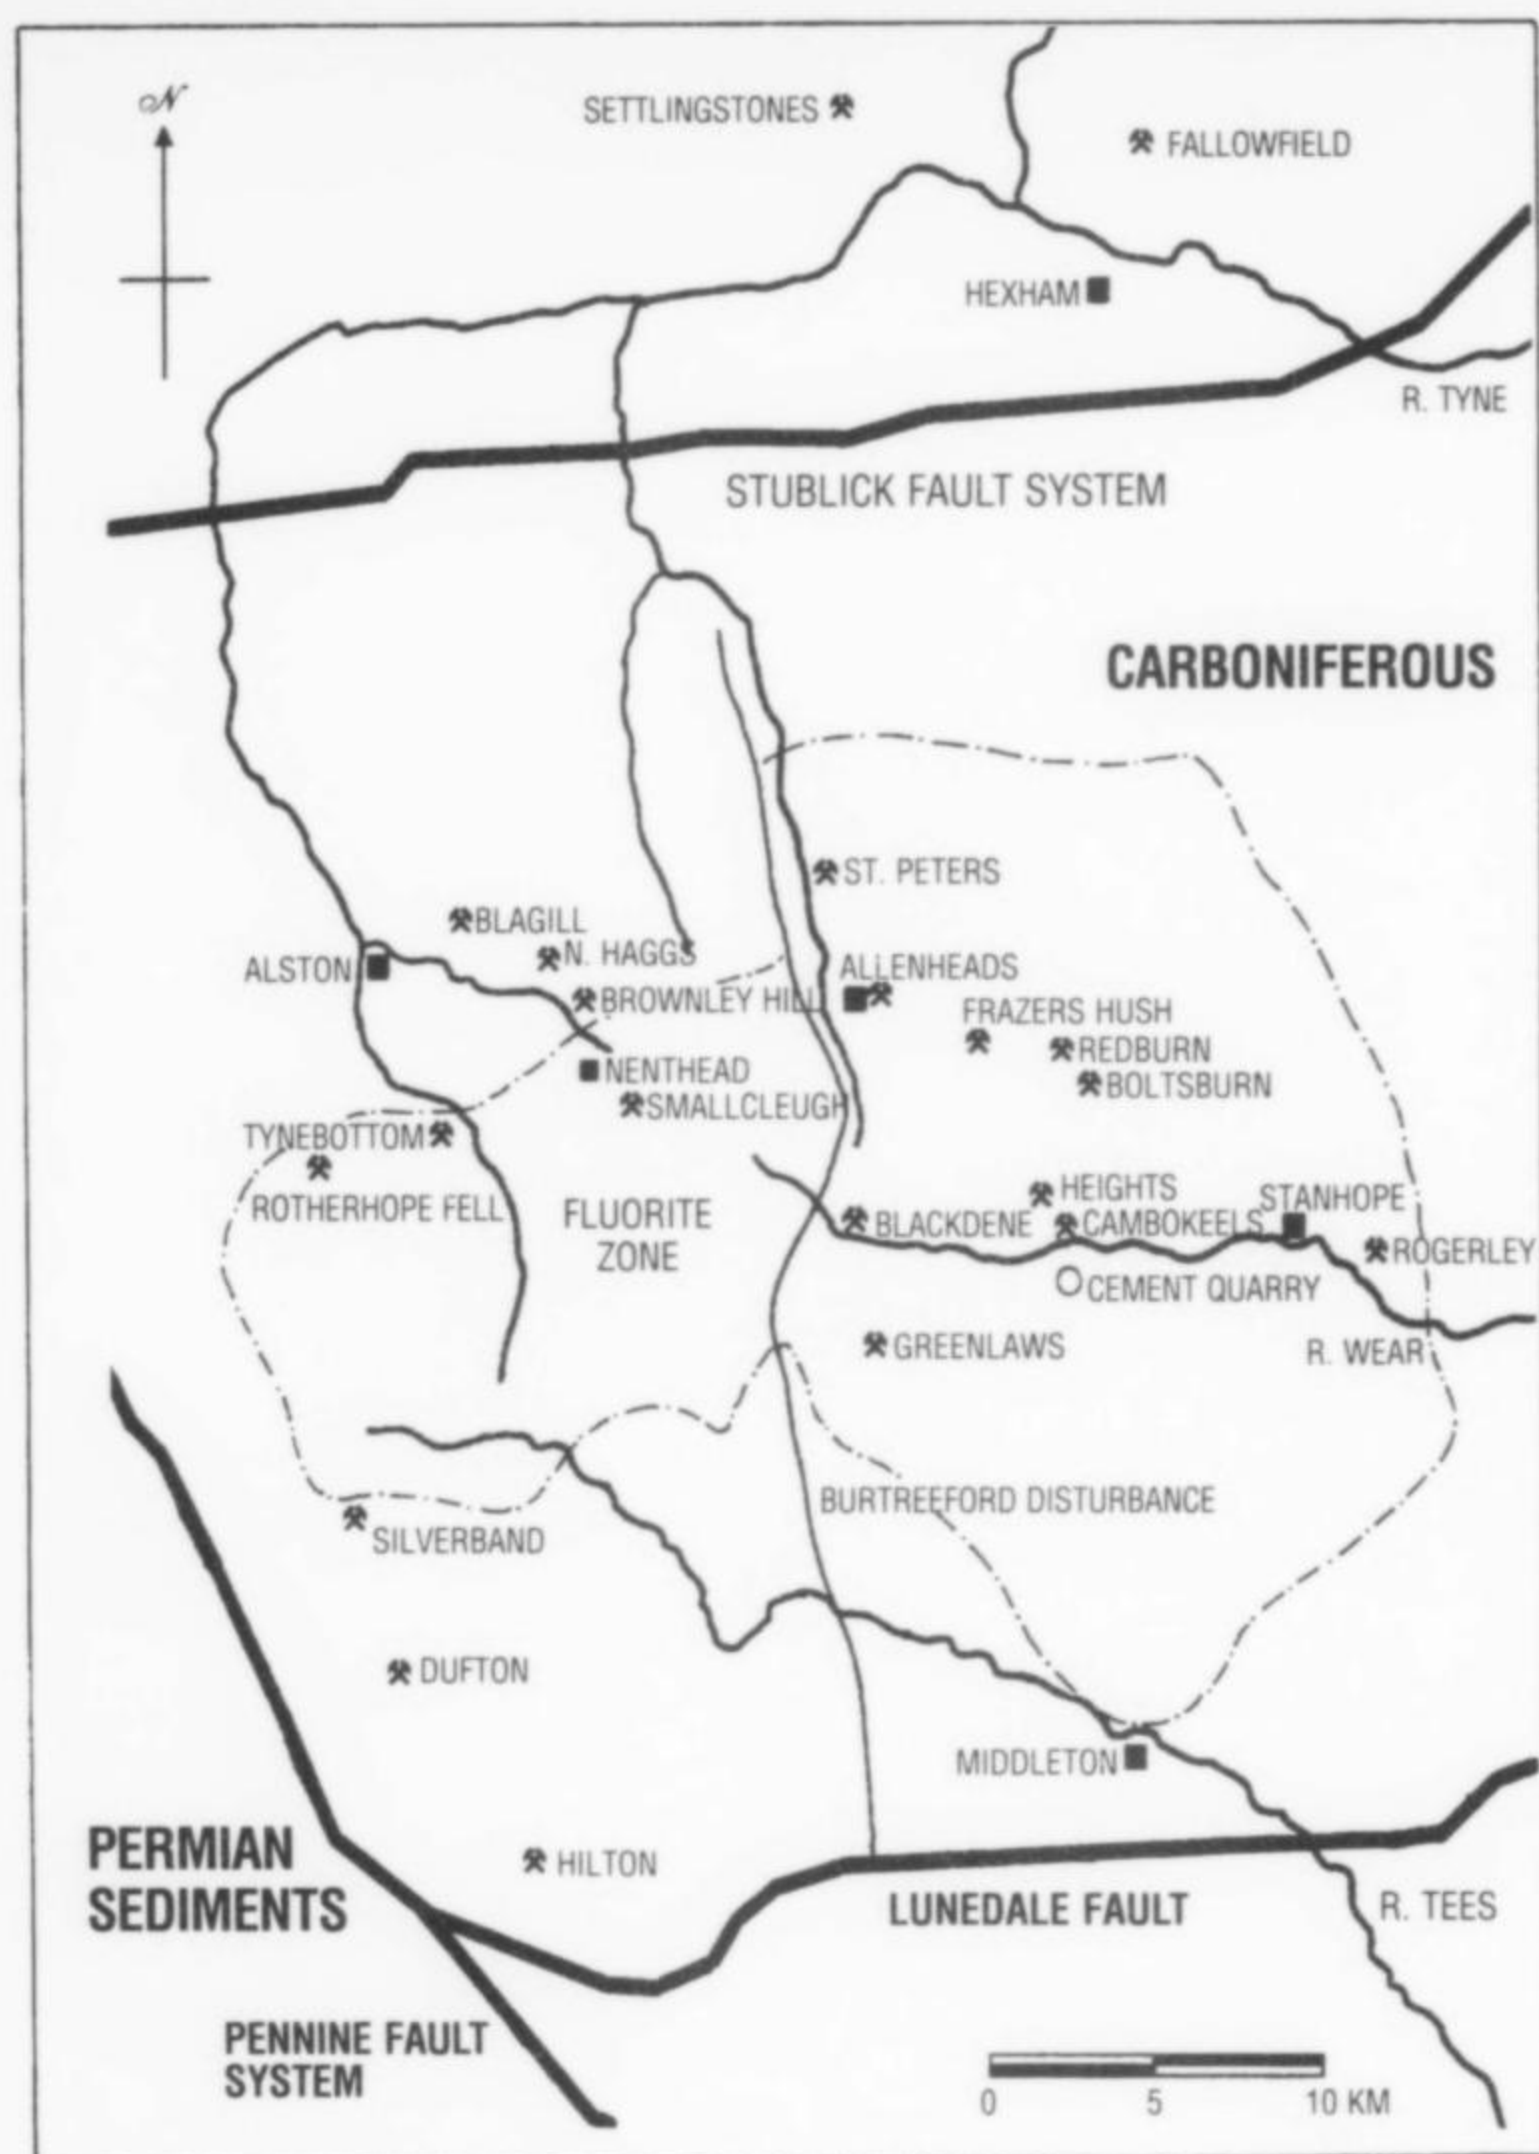 N
SETTLINGSTONES
FALLOWFIELD
HEXHAM
R. TYNE
STUBLICK FAULT SYSTEM
CARBONIFEROUS
ST. PETERS
BLAGILL
N. HAGGS
ALSTON
ALLENHEADS
BROWNLEY HILL
FRAZERS HUSH
REDBURN
NENTHEAD
BOLTSBURN
SMALLCLEUGH
TYNEBOTTOM
ROTHERHOPE FELL
HEIGHTS
STANHOPE
FLUORITE
ZONE
BLACKDENE
CAMBOKEELS
ROGERLEY
CEMENT QUARRY
GREENLAWS
R. WEAR
BURTREEFORD DISTURBANCE
SILVERBAND
DUFTON
MIDDLETON
PERMIAN
SEDIMENTS
HILTON
LUNEDALE FAULT
R. TEES
PENNINE FAULT
SYSTEM
0 5 10 KM